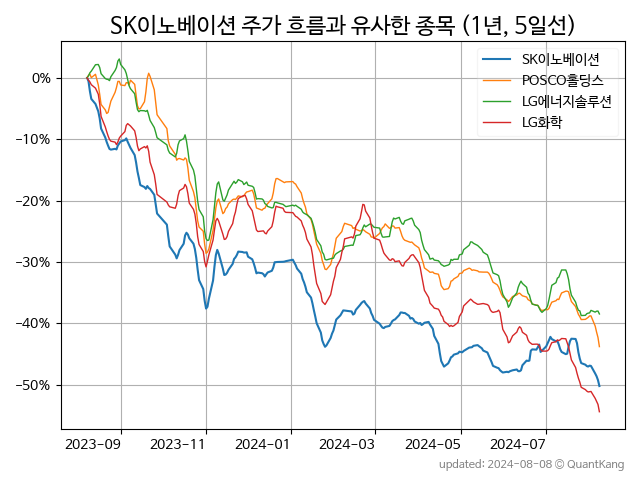 SK이노베이션 주가 흐름과 유사한 종목 (1년, 5일선)
SK이노베이션
POSCO홀딩스
LG에너지솔루션
LG화학
0%
−10%
−20%
−30%
−40%
−50%
2023-09 2023-11 2024-01 2024-03 2024-05 2024-07
updated: 2024-08-08 © QuantKang